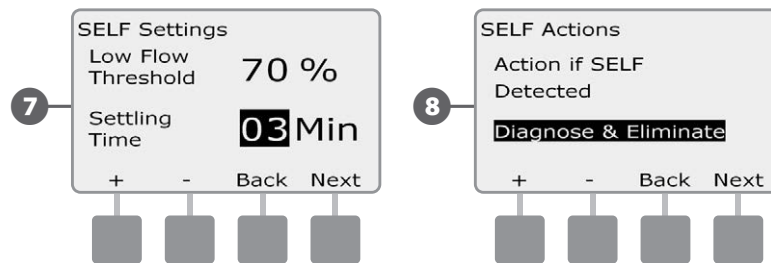 7
SELF Settings
Low Flow
Threshold 70 %
Settling
Time 03 Min
+ - Back Next
8
SELF Actions
Action if SELF
Detected
Diagnose & Eliminate
+ - Back Next